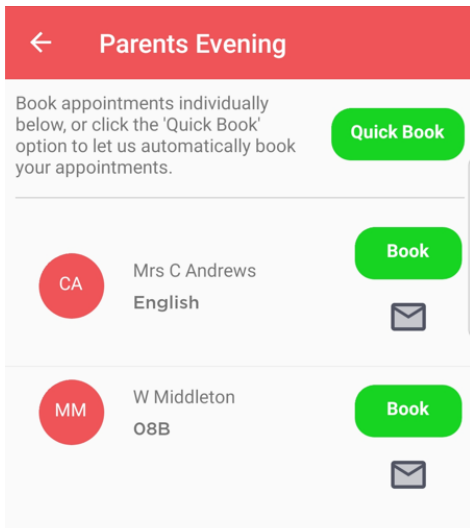 Parents Evening
Book appointments individually
below, or click the 'Quick Book'
option to let us automatically book
your appointments.
Quick Book
CA
Mrs C Andrews
English
Book
MM
W Middleton
08B
Book